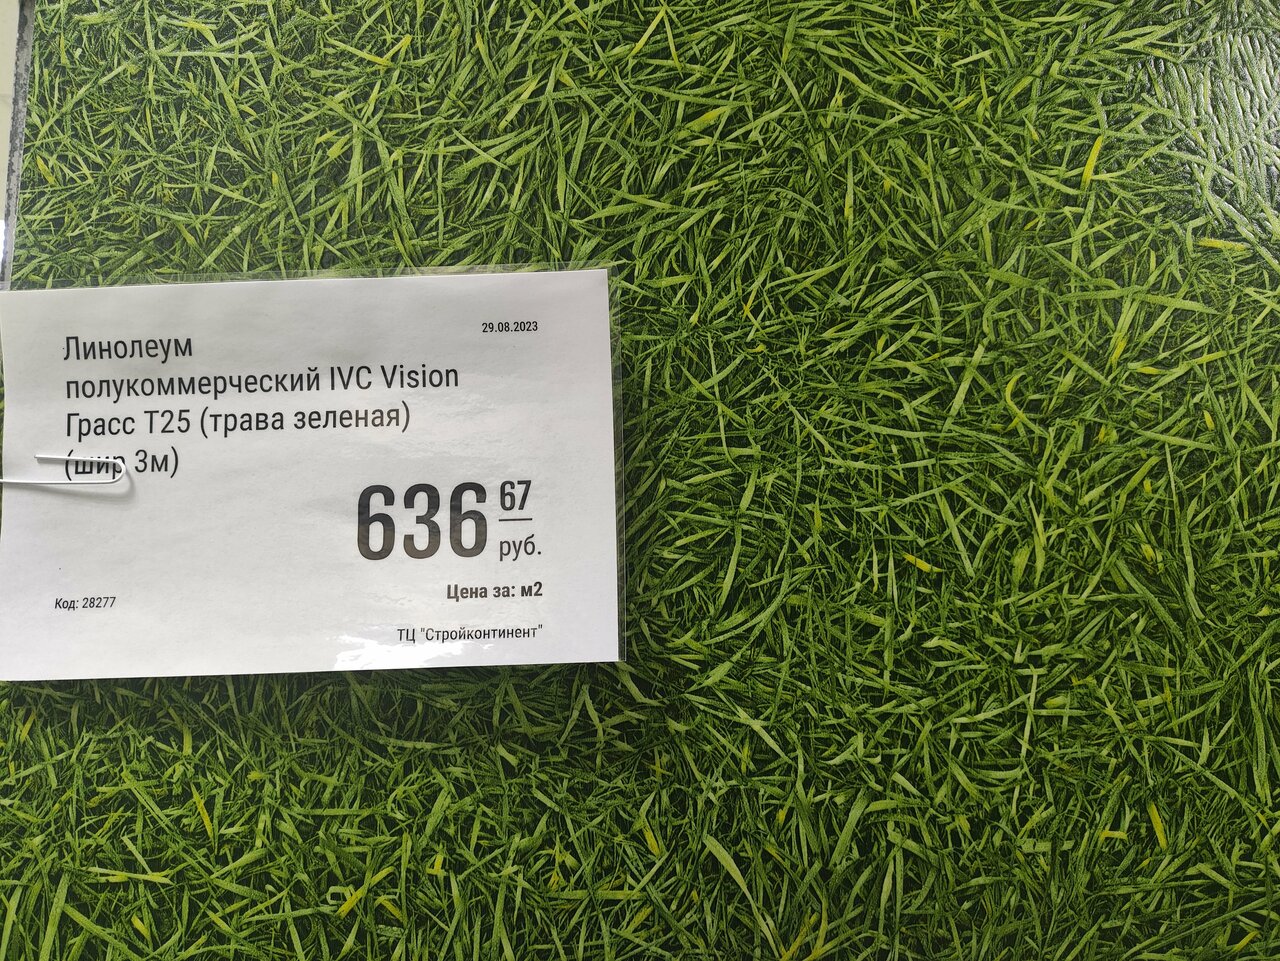 29.08.2023
Линолеум
полукоммерческий IVC Vision
Грасс Т25 (трава зеленая)
(шир 3м)
636 67
руб.
Цена за: м2
Код: 28277
ТЦ "Стройконтинент"